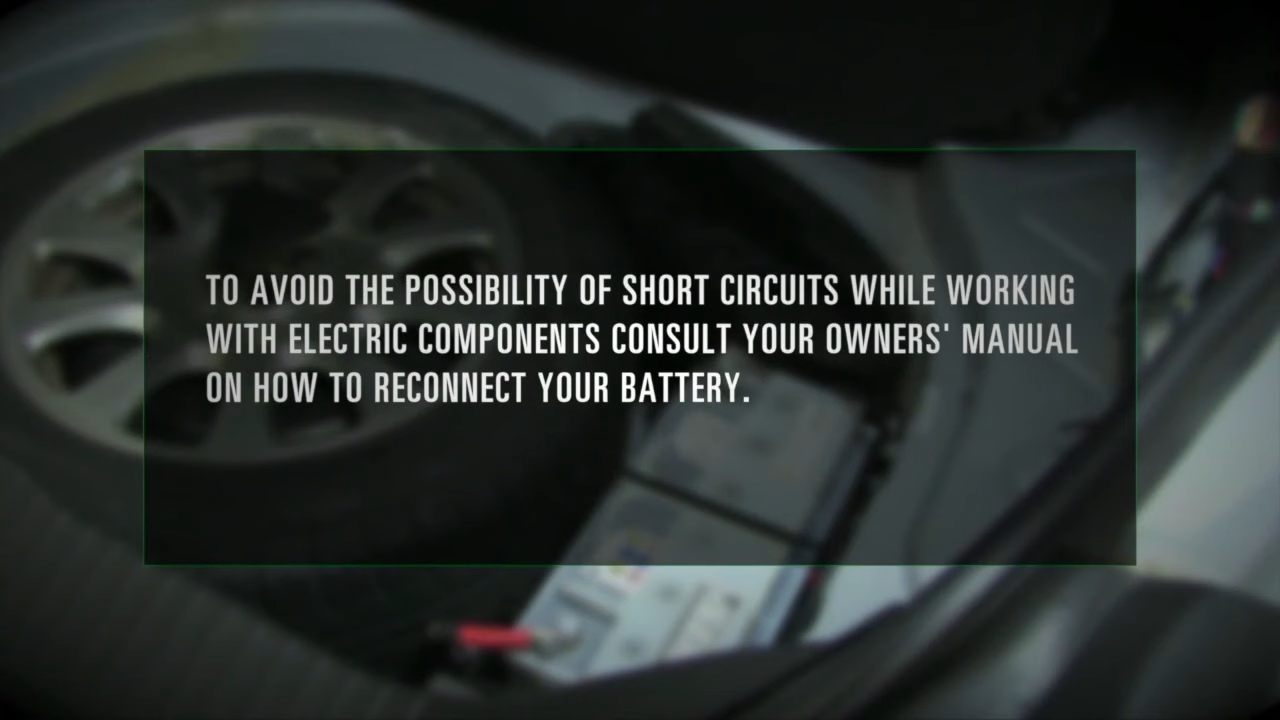 TO AVOID THE POSSIBILITY OF SHORT CIRCUITS WHILE WORKING
WITH ELECTRIC COMPONENTS CONSULT YOUR OWNERS' MANUAL
ON HOW TO RECONNECT YOUR BATTERY.